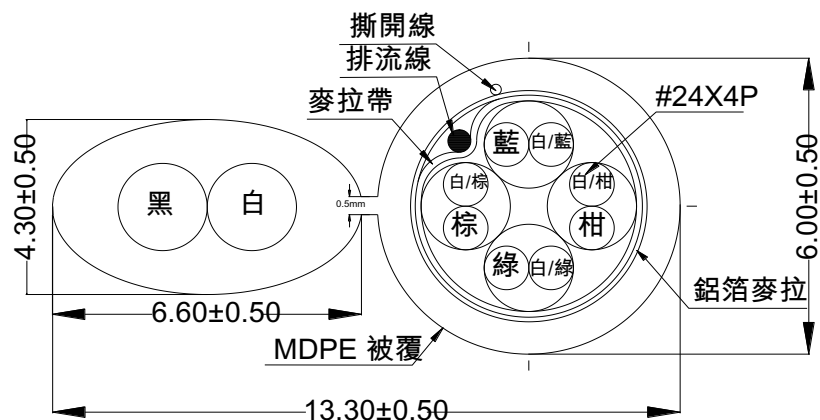 撕開線
排流線
麥拉帶
#24X4P
藍
白/藍
白/棕
白/柑
黑
白
0.5mm
棕
柑
綠
白/綠
4.30±0.50
6.00±0.50
鋁箔麥拉
6.60±0.50
MDPE 被覆
13.30±0.50